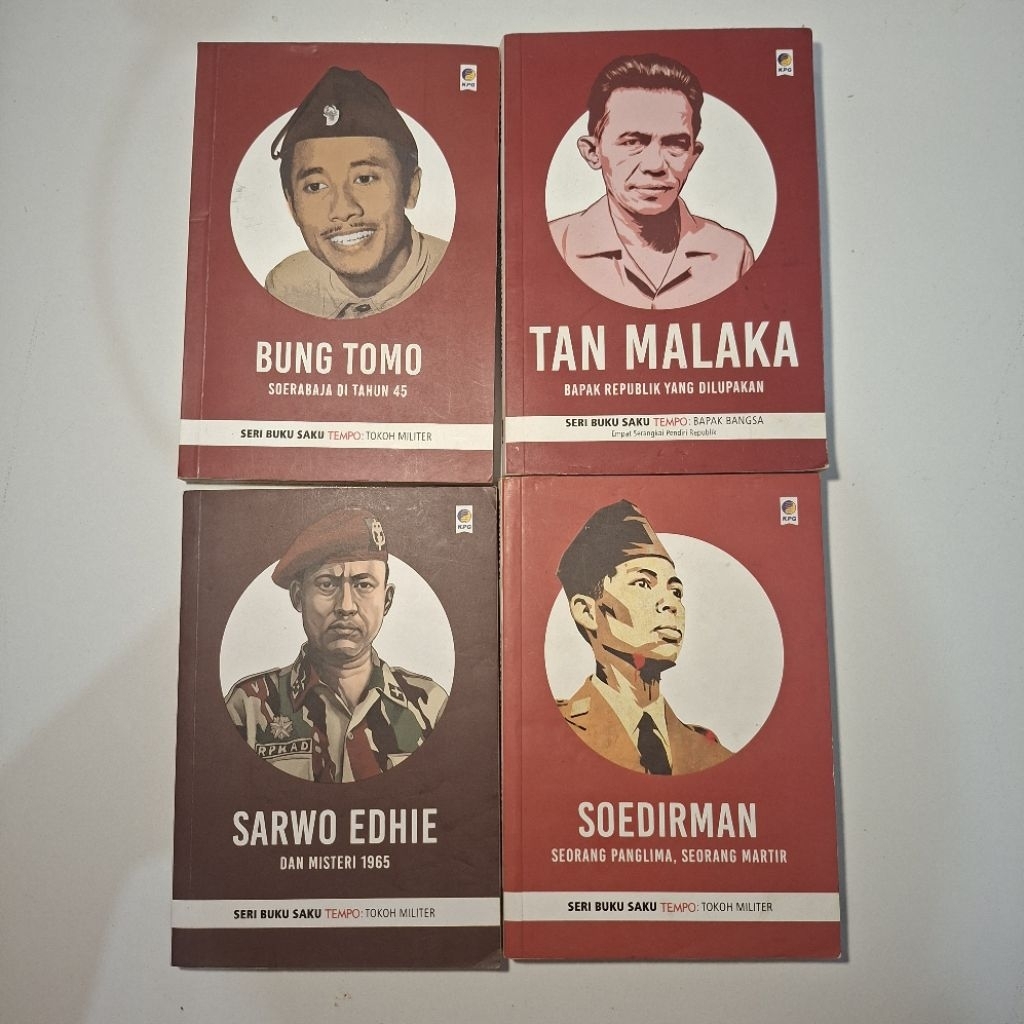 KPG
BUNG TOMO
SOERABAJA DI TAHUN 45
SERI BUKU SAKU TEMPO: TOKOH MILITER
KPG
TAN MALAKA
BAPAK REPUBLIK YANG DILUPAKAN
SERI BUKU SAKU TEMPO: BAPAK BANGSA
Empat Serangkai Pendiri Republik
KPG
RPKAD
SARWO EDHIE
DAN MISTERI 1965
SERI BUKU SAKU TEMPO: TOKOH MILITER
KPG
SOEDIRMAN
SEORANG PANGLIMA, SEORANG MARTIR
SERI BUKU SAKU TEMPO: TOKOH MILITER